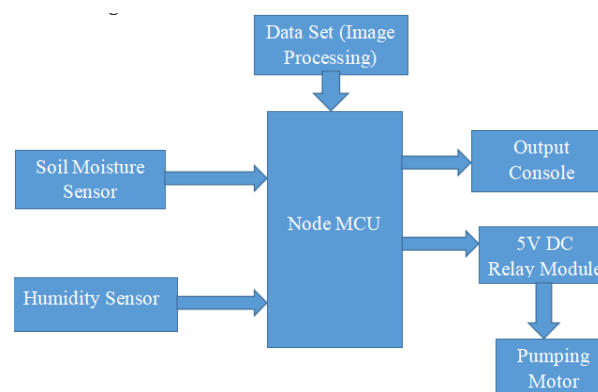 Data Set (Image
Processing)
Soil Moisture
Sensor
Node MCU
Output
Console
5V DC
Relay Module
Humidity Sensor
Pumping
Motor